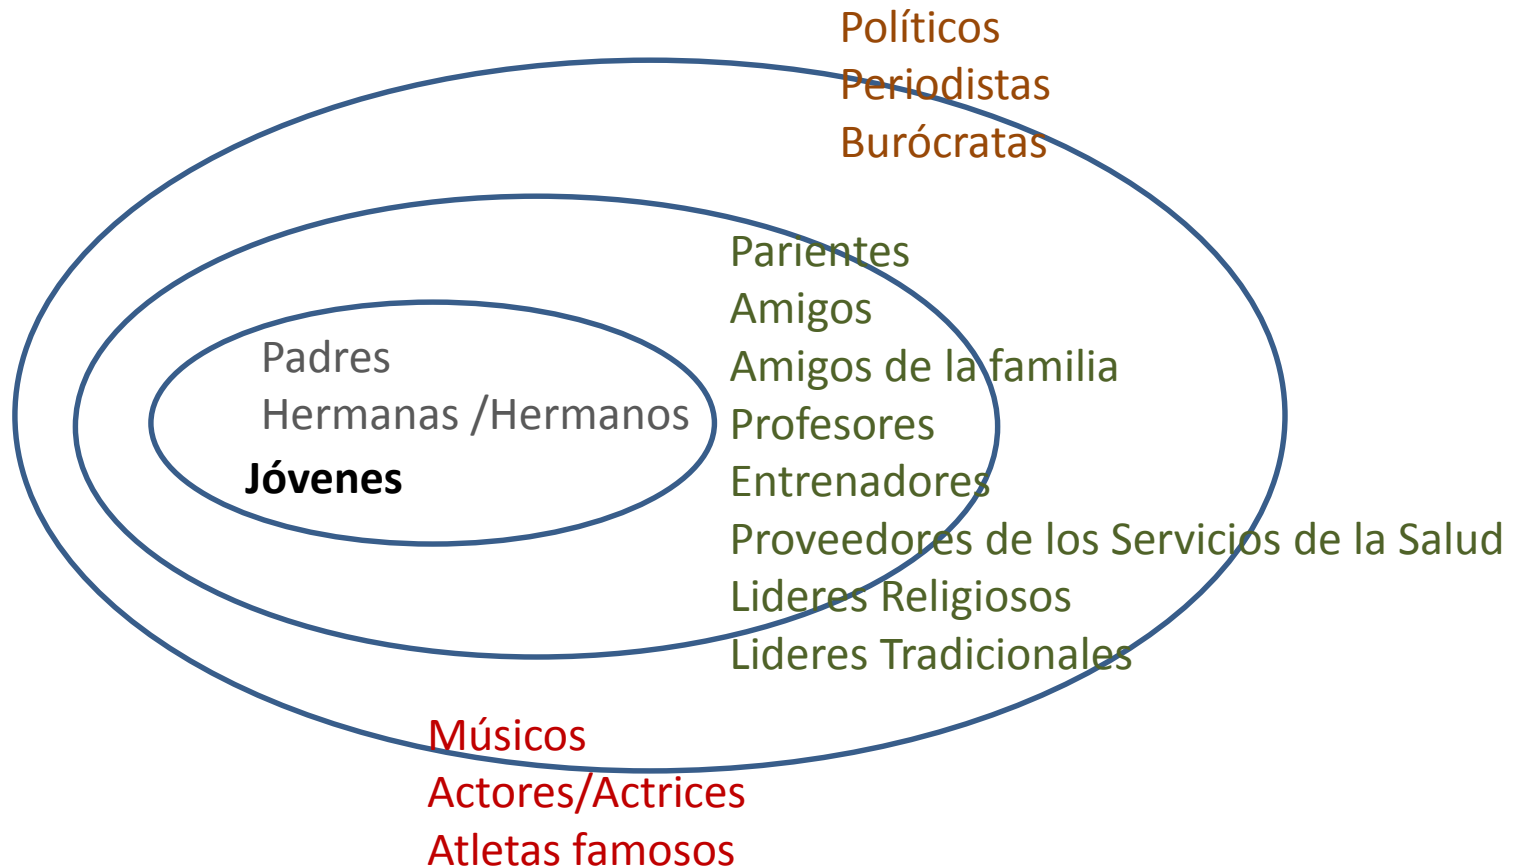 Políticos
Periodistas
Burócratas
Parientes
Amigos
Amigos de la familia
Profesores
Entrenadores
Proveedores de los Servicios de la Salud
Lideres Religiosos
Lideres Tradicionales
Padres
Hermanas /Hermanos
Jóvenes
Músicos
Actores/Actrices
Atletas famosos